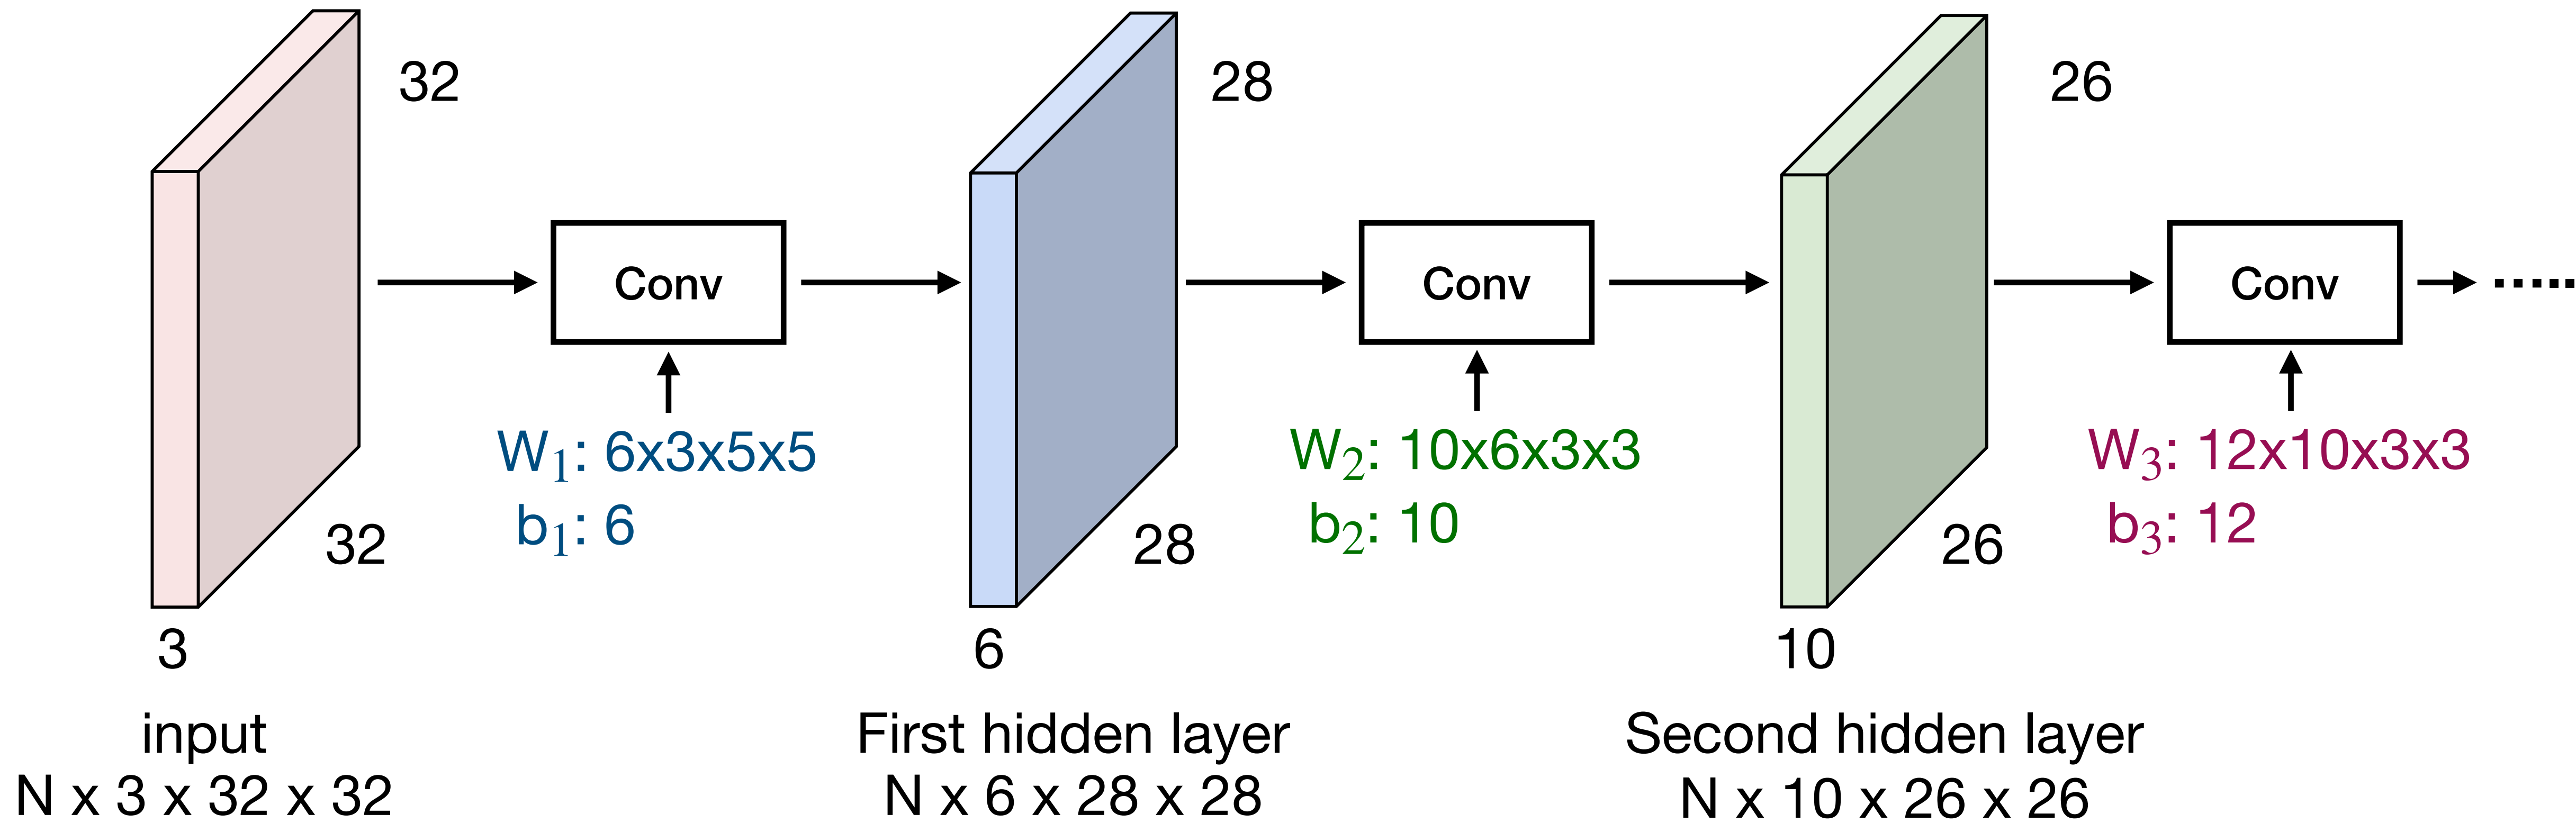 32
28
26
Conv
Conv
Conv
W1: 6x3x5x5
b1: 6
W2: 10x6x3x3
b2: 10
W3: 12x10x3x3
b3: 12
32
28
26
3
6
10
input
N x 3 x 32 x 32
First hidden layer
N x 6 x 28 x 28
Second hidden layer
N x 10 x 26 x 26